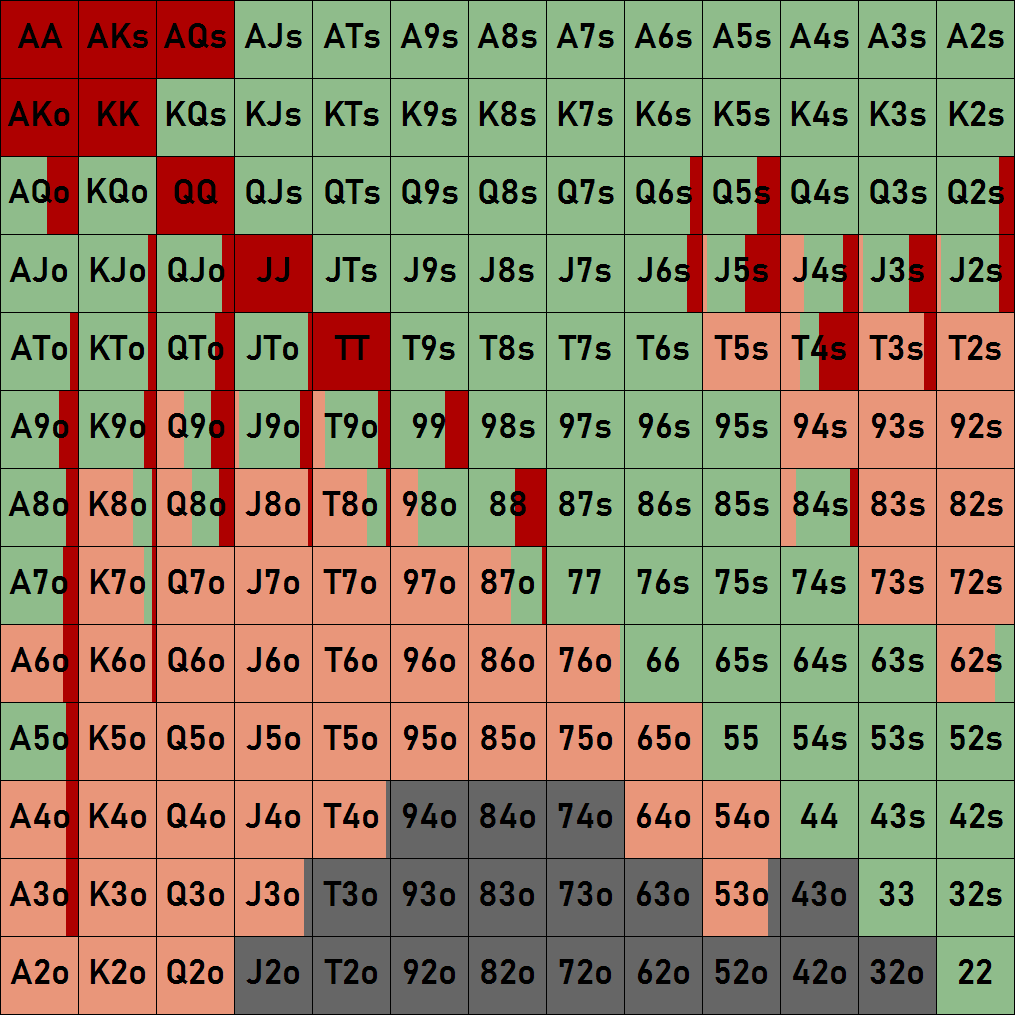 AA AKs AQs AJs ATs A9s A8s A7s A6s A5s A4s A3s A2s
AKo KK KQs KJs KTs K9s K8s K7s K6s K5s K4s K3s K2s
AQo KQo QQ QJs QTs Q9s Q8s Q7s Q6s Q5s Q4s Q3s Q2s
AJo KJo QJo JJ JTs J9s J8s J7s J6s J5s J4s J3s J2s
ATo KTo QTo JTo TT T9s T8s T7s T6s T5s T4s T3s T2s
A9o K9o Q9o J9o T9o 99 98s 97s 96s 95s 94s 93s 92s
A8o K8o Q8o J8o T8o 98o 88 87s 86s 85s 84s 83s 82s
A7o K7o Q7o J7o T7o 97o 87o 77 76s 75s 74s 73s 72s
A6o K6o Q6o J6o T6o 96o 86o 76o 66 65s 64s 63s 62s
A5o K5o Q5o J5o T5o 95o 85o 75o 65o 55 54s 53s 52s
A4o K4o Q4o J4o T4o 94o 84o 74o 64o 54o 44 43s 42s
A3o K3o Q3o J3o T3o 93o 83o 73o 63o 53o 43o 33 32s
A2o K2o Q2o J2o T2o 92o 82o 72o 62o 52o 42o 32o 22